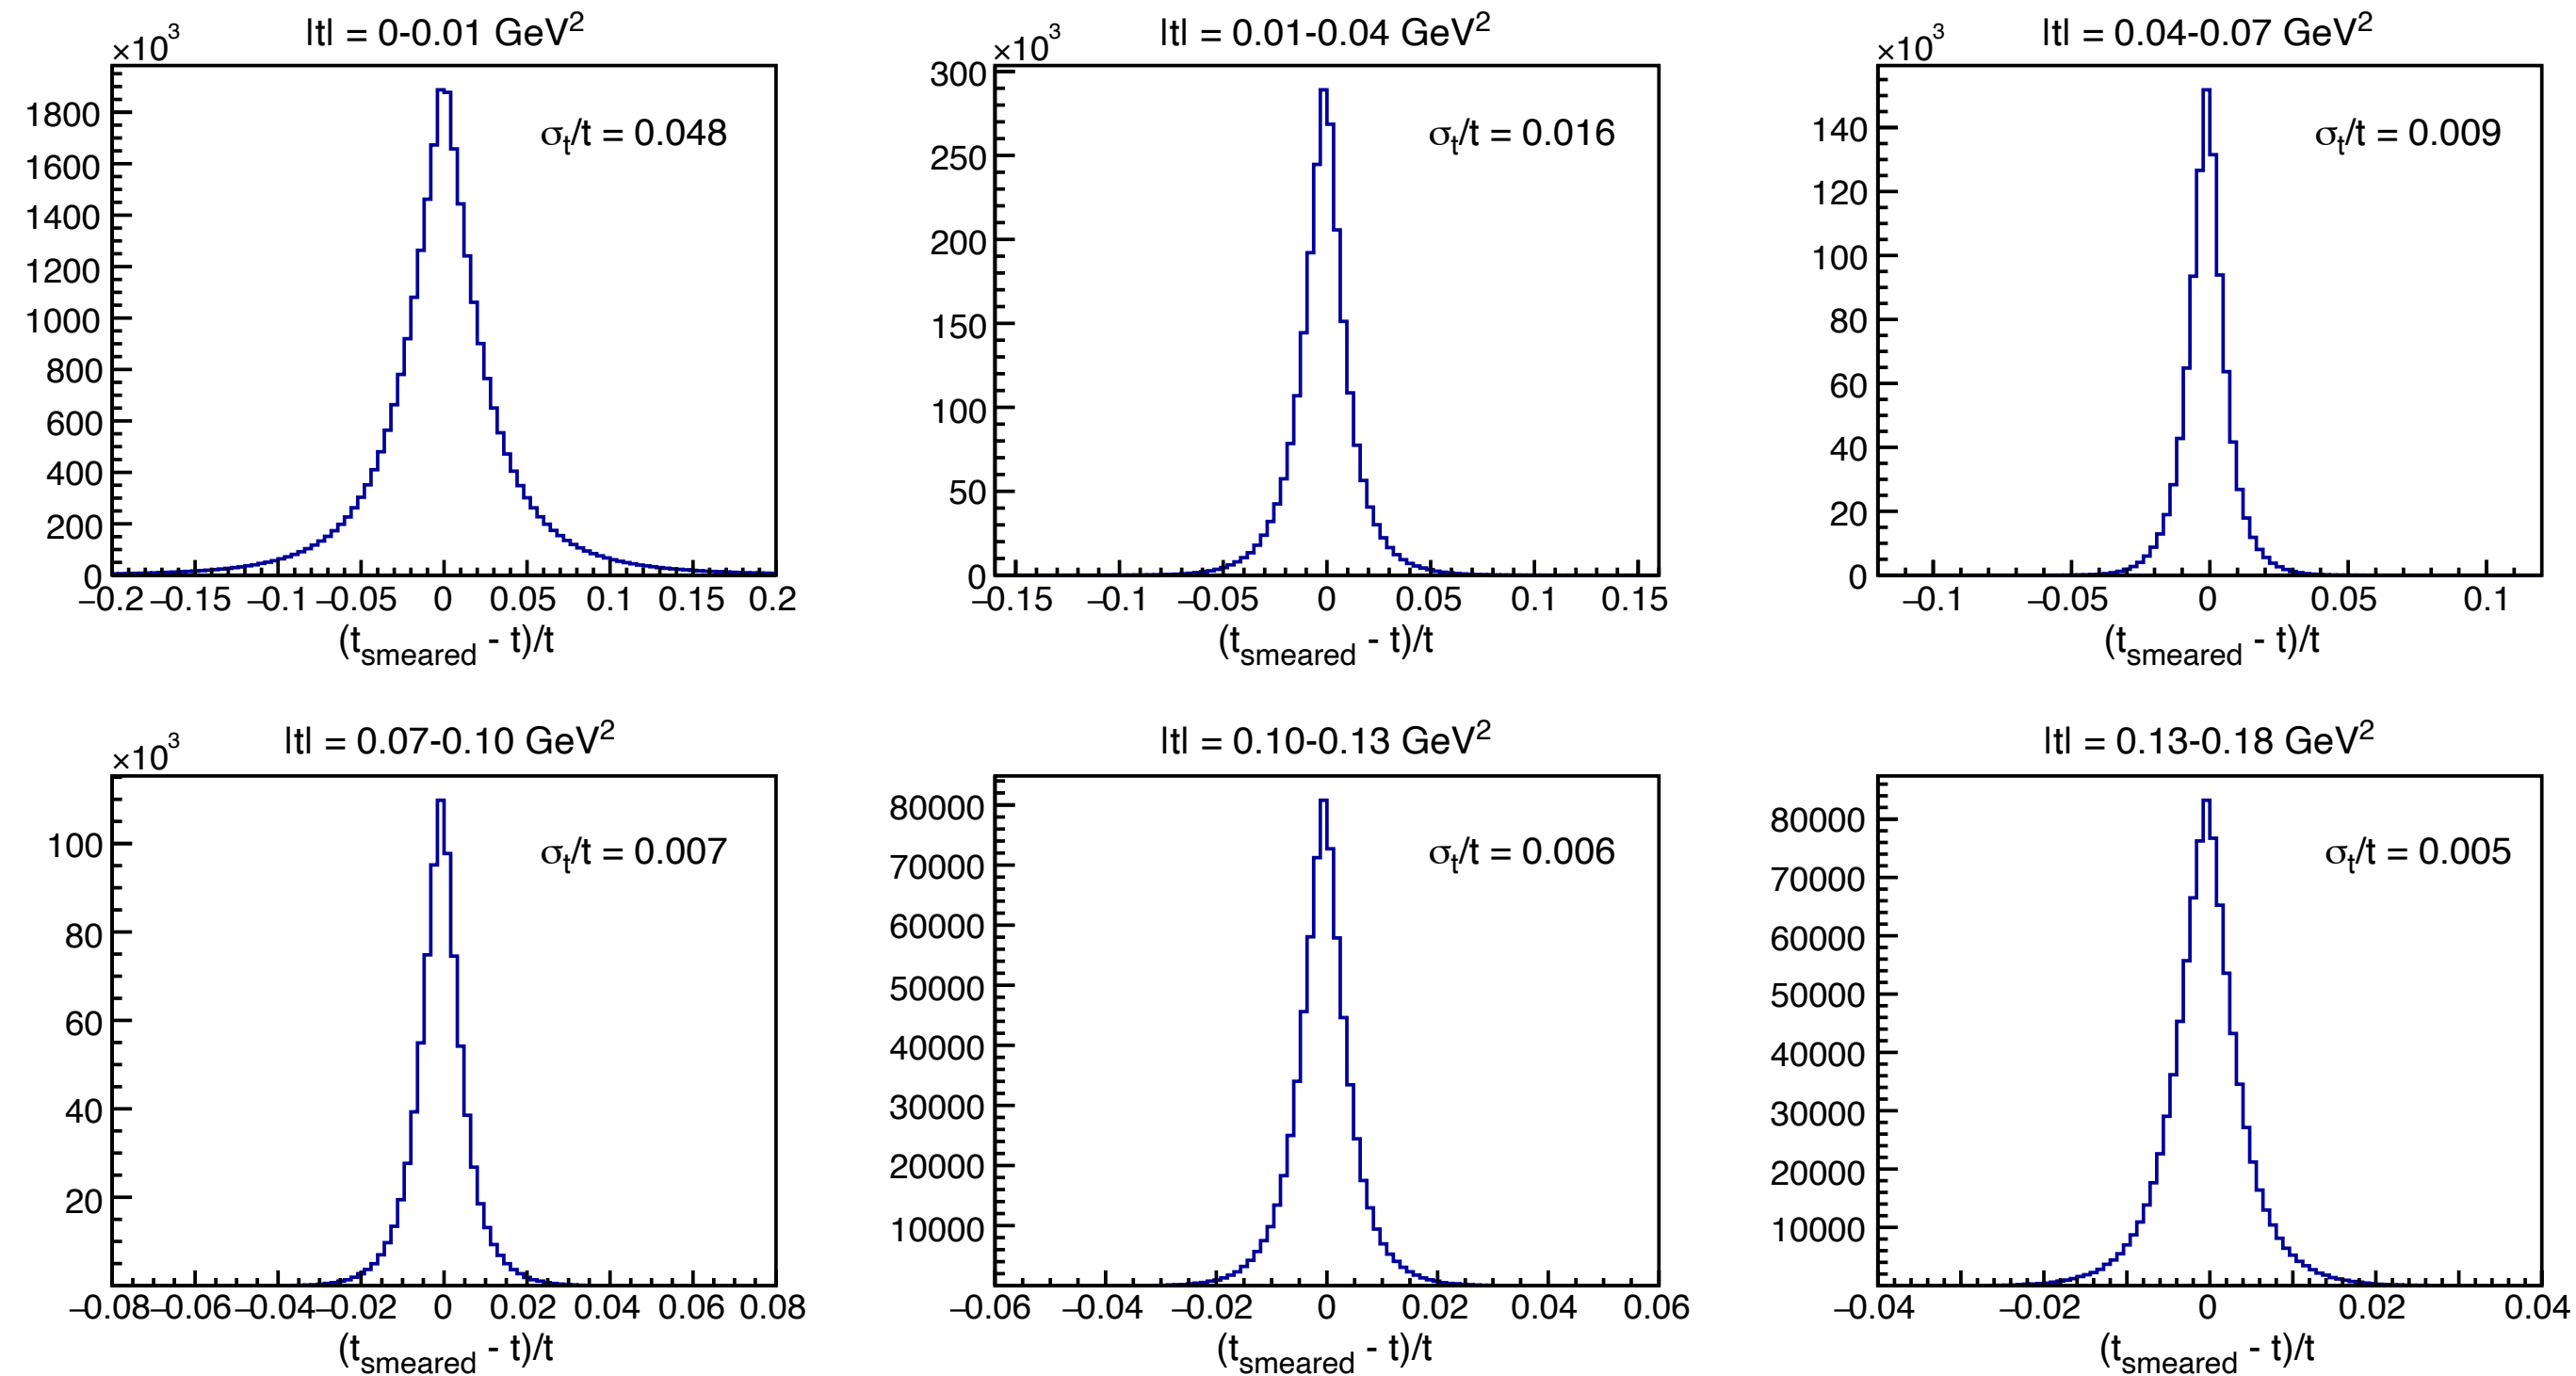 |t| = 0-0.01 GeV²
×10³
σt/t = 0.048
1800
1600
1400
1200
1000
800
600
400
200
0
−0.2 −0.15 −0.1 −0.05 0 0.05 0.1 0.15 0.2
(tsmeared - t)/t
|t| = 0.01-0.04 GeV²
×10³
σt/t = 0.016
300
250
200
150
100
50
0
−0.15 −0.1 −0.05 0 0.05 0.1 0.15
(tsmeared - t)/t
|t| = 0.04-0.07 GeV²
×10³
σt/t = 0.009
140
120
100
80
60
40
20
0
−0.1 −0.05 0 0.05 0.1
(tsmeared - t)/t
|t| = 0.07-0.10 GeV²
×10³
σt/t = 0.007
100
80
60
40
20
−0.08 −0.06 −0.04 −0.02 0 0.02 0.04 0.06 0.08
(tsmeared - t)/t
|t| = 0.10-0.13 GeV²
σt/t = 0.006
80000
70000
60000
50000
40000
30000
20000
10000
−0.06 −0.04 −0.02 0 0.02 0.04 0.06
(tsmeared - t)/t
|t| = 0.13-0.18 GeV²
σt/t = 0.005
80000
70000
60000
50000
40000
30000
20000
10000
−0.04 −0.02 0 0.02 0.04
(tsmeared - t)/t